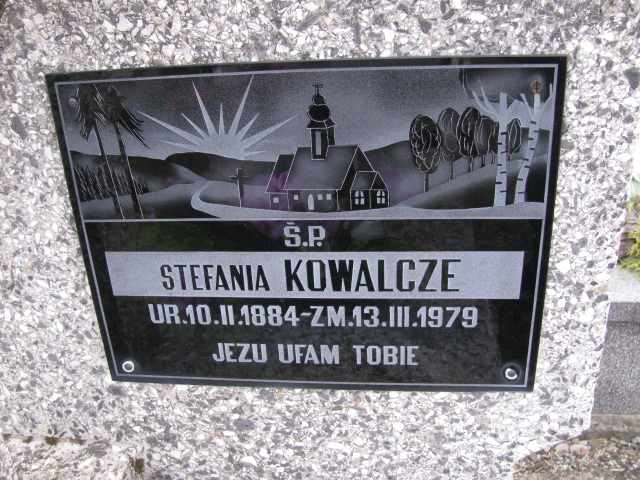 Ś.P.
STEFANIA KOWALCZE
UR.10.II.1884-ZM.13.III.1979
JEZU UFAM TOBIE